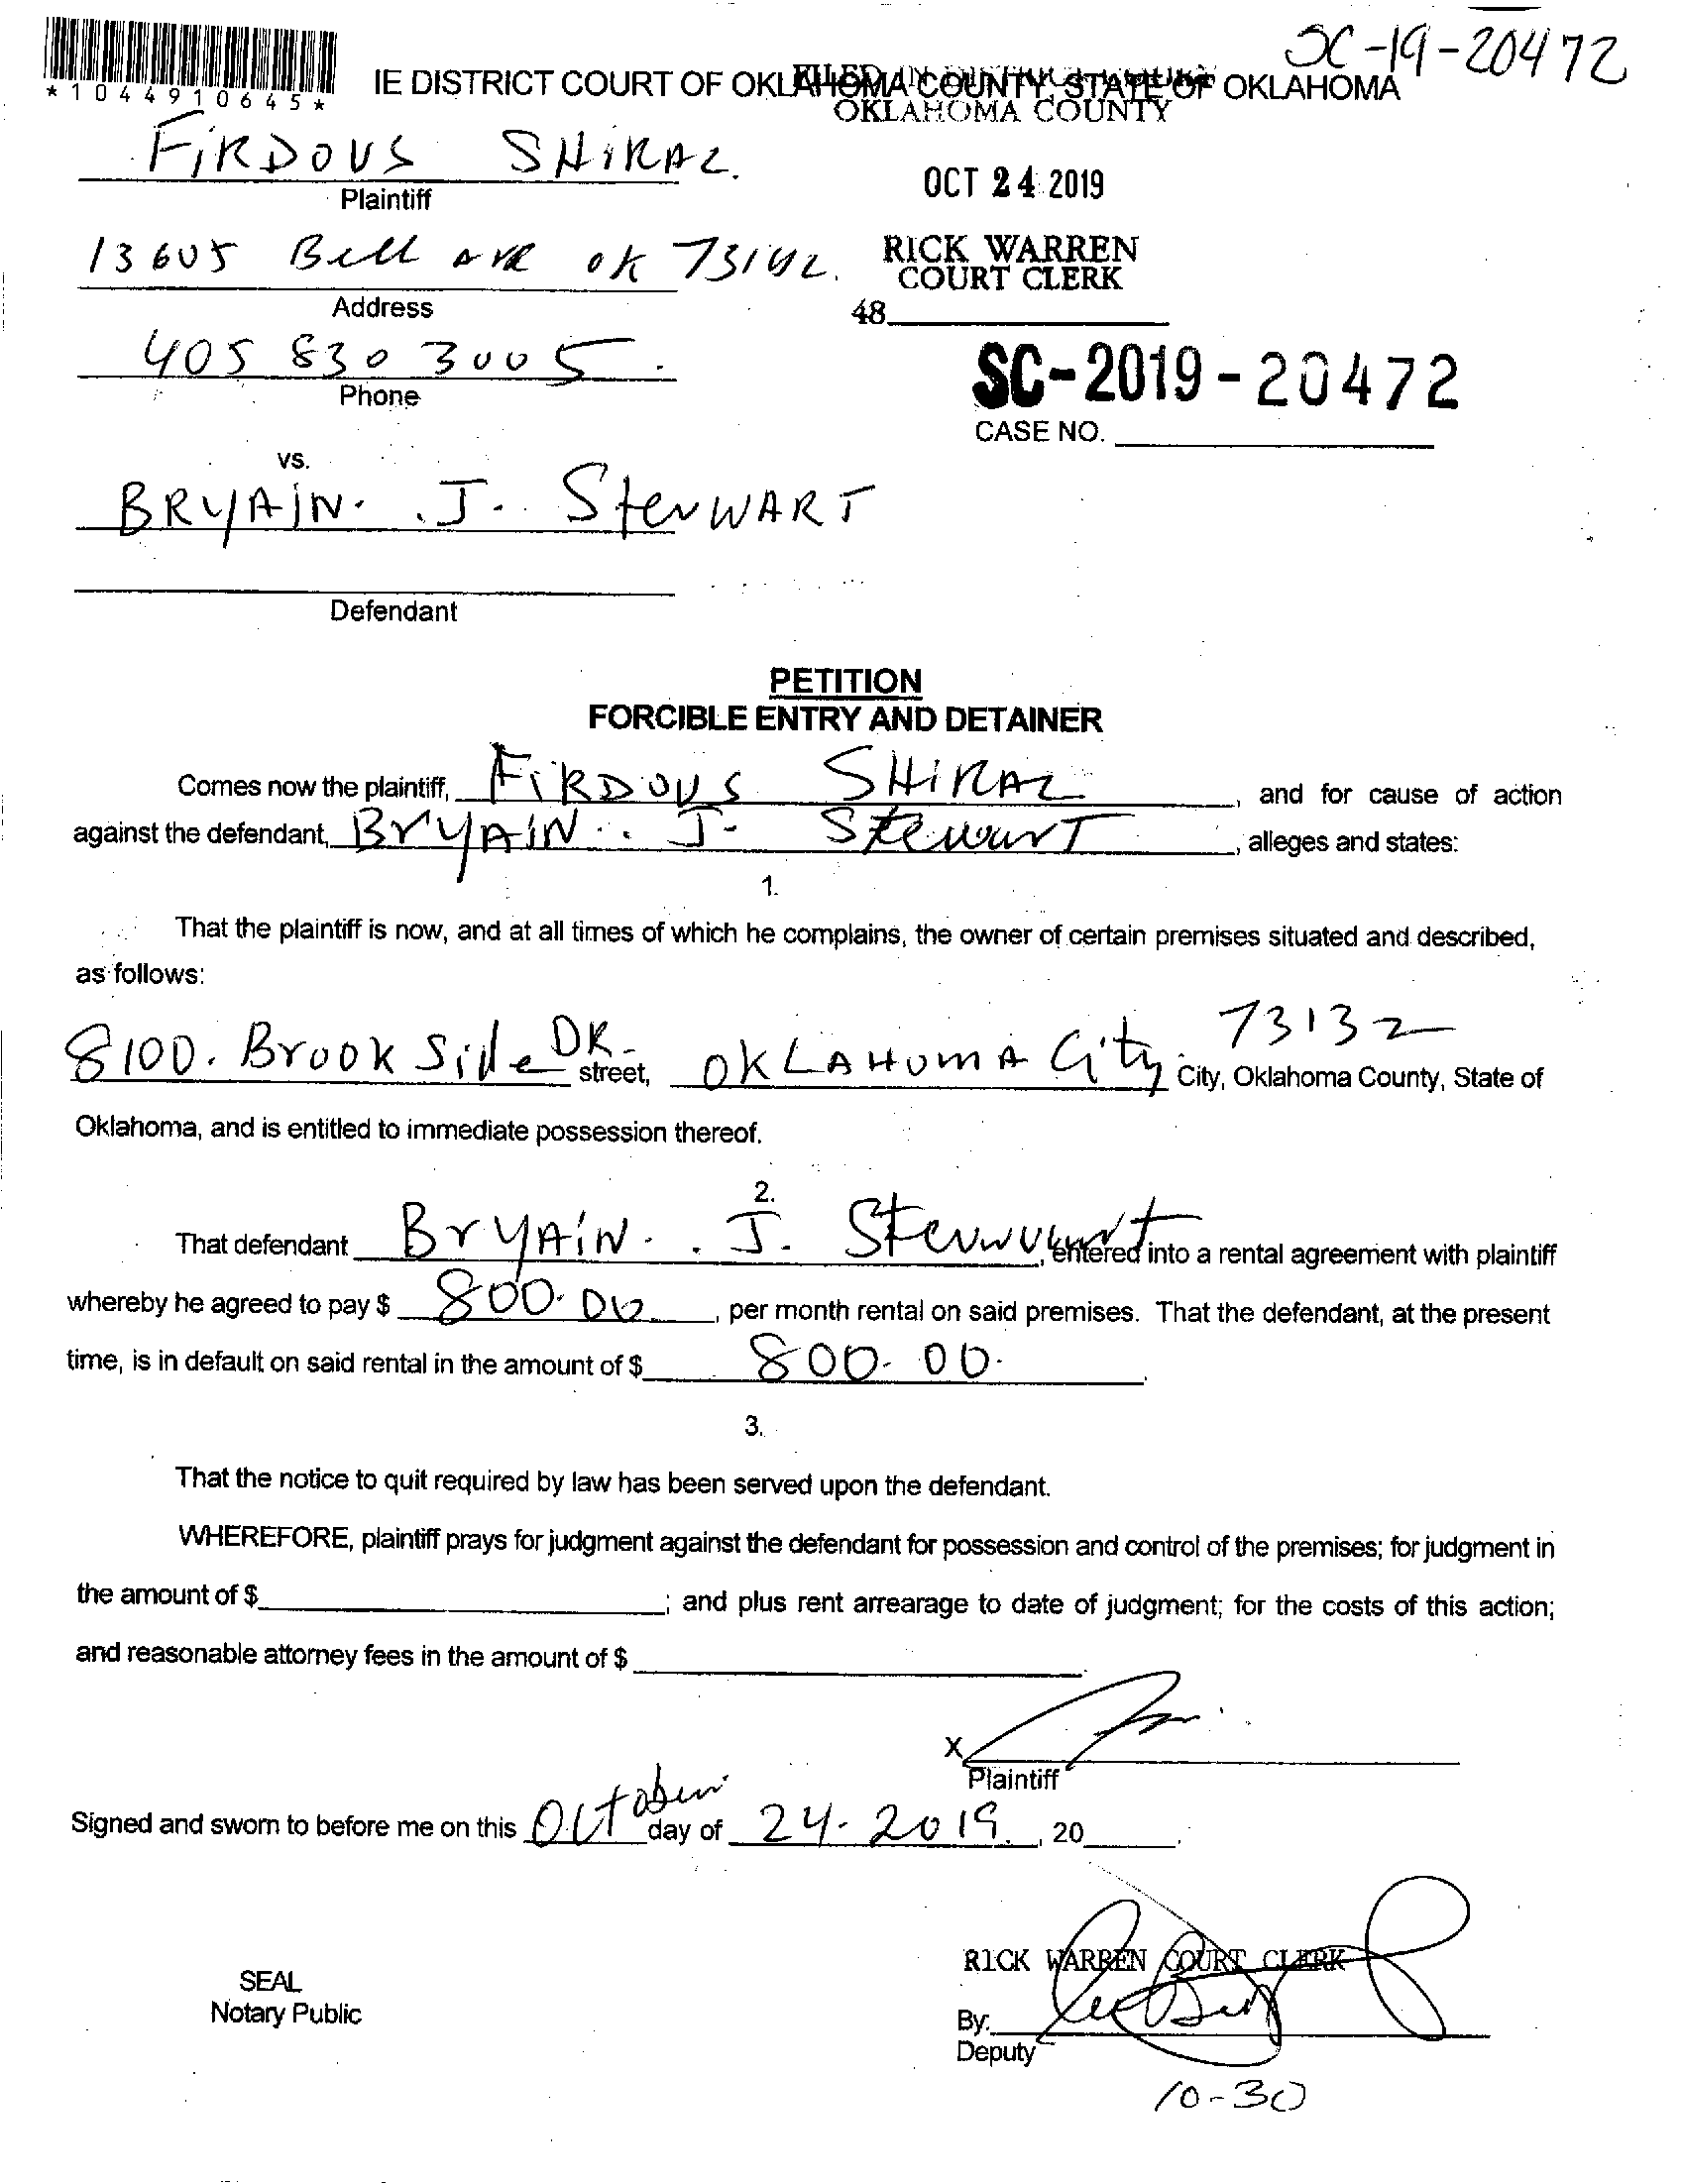 SC-19-20472
*1044910645*
IE DISTRICT COURT OF OKLAHOMA COUNTY, STATE OF OKLAHOMA
FILED IN DISTRICT COURT
OKLAHOMA COUNTY
FiRDOUS SHiRAZ.
Plaintiff
OCT 24 2019
13605 Bell ave ok 73142.
Address
RICK WARREN
COURT CLERK
48
405 830 3005.
Phone
SC-2019-20472
CASE NO.
vs.
BRYAiN. J. StewWART
Defendant
PETITION
FORCIBLE ENTRY AND DETAINER
Comes now the plaintiff, FiRDOUS SHiRAZ, and for cause of action
against the defendant, BrYAiN. J. StewarT, alleges and states:
1.
That the plaintiff is now, and at all times of which he complains, the owner of certain premises situated and described,
as follows:
8100. Brook Side DR. street, OKLAHOMA City 73132 City, Oklahoma County, State of
Oklahoma, and is entitled to immediate possession thereof.
2.
That defendant BrYAiN. J. Stewart, entered into a rental agreement with plaintiff
whereby he agreed to pay $ 800.00, per month rental on said premises. That the defendant, at the present
time, is in default on said rental in the amount of $ 800.00.
3.
That the notice to quit required by law has been served upon the defendant.
WHEREFORE, plaintiff prays for judgment against the defendant for possession and control of the premises; for judgment in
the amount of $ ; and plus rent arrearage to date of judgment; for the costs of this action;
and reasonable attorney fees in the amount of $
X
Plaintiff
Signed and sworn to before me on this October day of 24-2019, 20
RICK WARREN COURT CLERK
SEAL
Notary Public
By:
Deputy
10-30